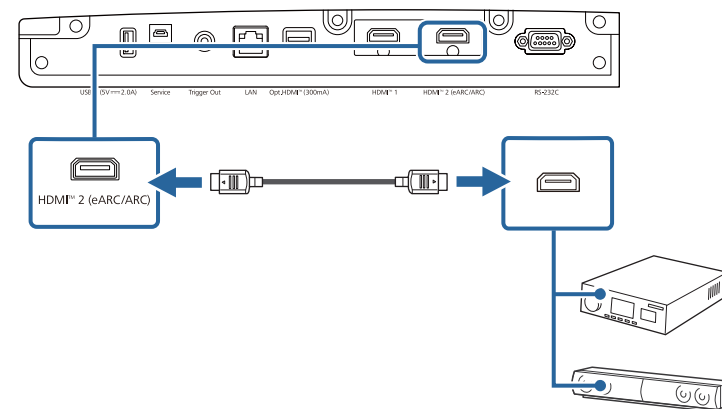 (5V⎓2.0A) Service Trigger Out LAN Opt.HDMI™ (300mA) HDMI™ 1 HDMI™ 2 (eARC/ARC) RS-232C
HDMI™ 2 (eARC/ARC)